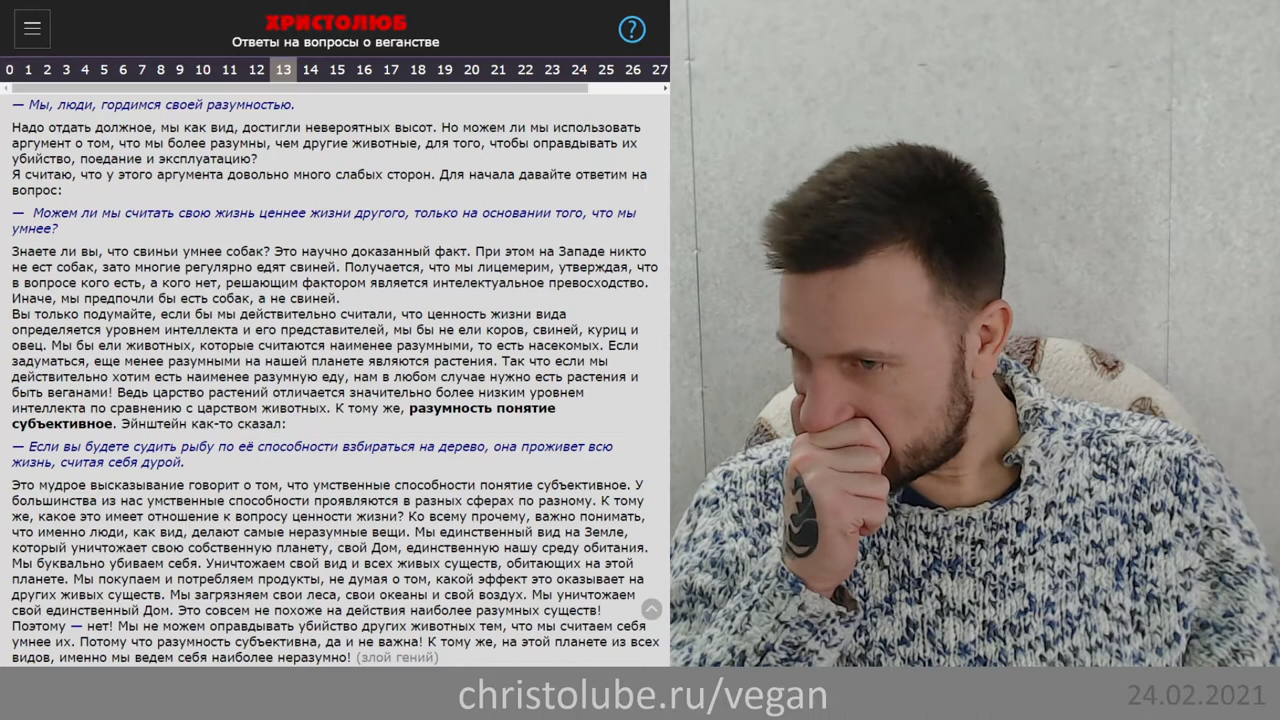 ХРИСТОЛЮБ
Ответы на вопросы о веганстве
?
0 1 2 3 4 5 6 7 8 9 10 11 12 13 14 15 16 17 18 19 20 21 22 23 24 25 26 27
— Мы, люди, гордимся своей разумностью.
Надо отдать должное, мы как вид, достигли невероятных высот. Но можем ли мы использовать
аргумент о том, что мы более разумны, чем другие животные, для того, чтобы оправдывать их
убийство, поедание и эксплуатацию?
Я считаю, что у этого аргумента довольно много слабых сторон. Для начала давайте ответим на
вопрос:
— Можем ли мы считать свою жизнь ценнее жизни другого, только на основании того, что мы
умнее?
Знаете ли вы, что свиньи умнее собак? Это научно доказанный факт. При этом на Западе никто
не ест собак, зато многие регулярно едят свиней. Получается, что мы лицемерим, утверждая, что
в вопросе кого есть, а кого нет, решающим фактором является интелектуальное превосходство.
Иначе, мы предпочли бы есть собак, а не свиней.
Вы только подумайте, если бы мы действительно считали, что ценность жизни вида
определяется уровнем интеллекта и его представителей, мы бы не ели коров, свиней, куриц и
овец. Мы бы ели животных, которые считаются наименее разумными, то есть насекомых. Если
задуматься, еще менее разумными на нашей планете являются растения. Так что если мы
действительно хотим есть наименее разумную еду, нам в любом случае нужно есть растения и
быть веганами! Ведь царство растений отличается значительно более низким уровнем
интеллекта по сравнению с царством животных. К тому же, разумность понятие
субъективное. Эйнштейн как-то сказал:
— Если вы будете судить рыбу по её способности взбираться на дерево, она проживет всю
жизнь, считая себя дурой.
Это мудрое высказывание говорит о том, что умственные способности понятие субъективное. У
большинства из нас умственные способности проявляются в разных сферах по разному. К тому
же, какое это имеет отношение к вопросу ценности жизни? Ко всему прочему, важно понимать,
что именно люди, как вид, делают самые неразумные вещи. Мы единственный вид на Земле,
который уничтожает свою собственную планету, свой Дом, единственную нашу среду обитания.
Мы буквально убиваем себя. Уничтожаем свой вид и всех живых существ, обитающих на этой
планете. Мы покупаем и потребляем продукты, не думая о том, какой эффект это оказывает на
других живых существ. Мы загрязняем свои леса, свои океаны и свой воздух. Мы уничтожаем
свой единственный Дом. Это совсем не похоже на действия наиболее разумных существ!
Поэтому — нет! Мы не можем оправдывать убийство других животных тем, что мы считаем себя
умнее их. Потому что разумность субъективна, да и не важна! К тому же, на этой планете из всех
видов, именно мы ведем себя наиболее неразумно! (злой гений)
christolube.ru/vegan
24.02.2021